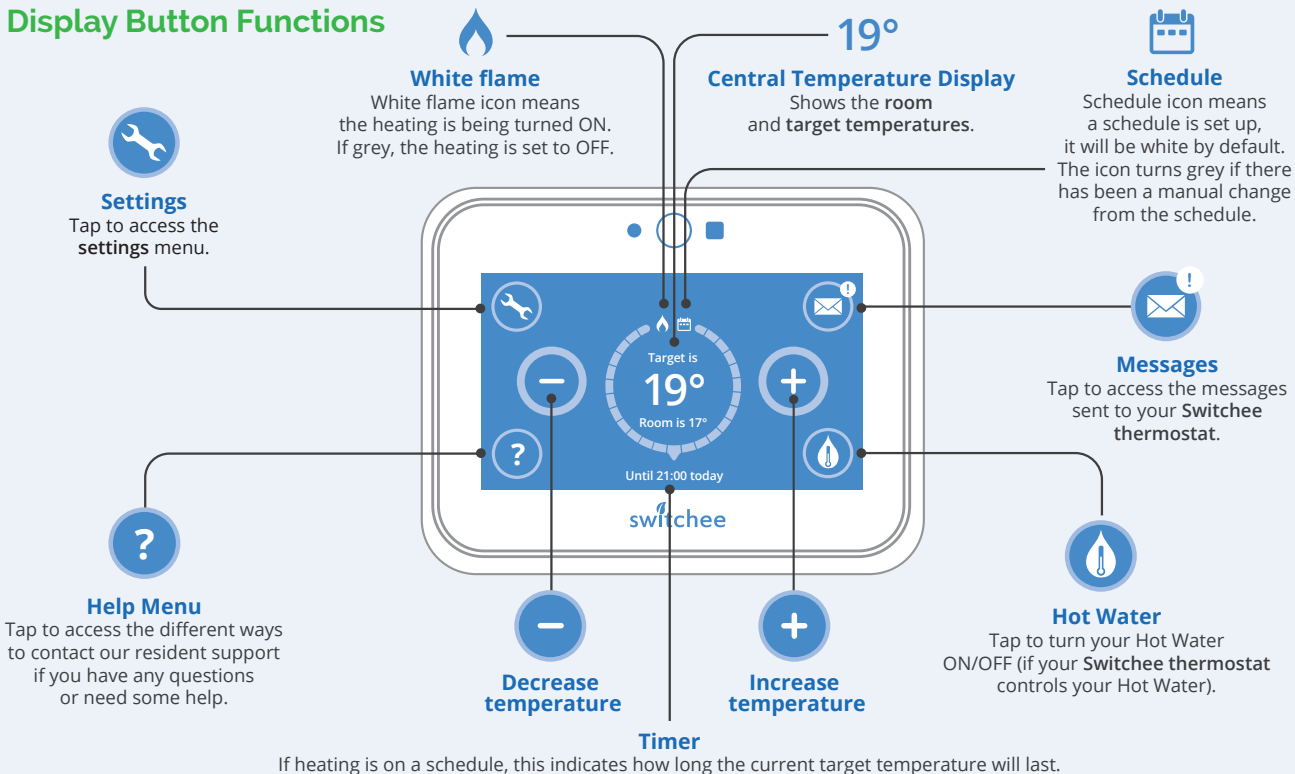 Display Button Functions
White flame
White flame icon means
the heating is being turned ON.
If grey, the heating is set to OFF.
19°
Central Temperature Display
Shows the room
and target temperatures.
Schedule
Schedule icon means
a schedule is set up,
it will be white by default.
The icon turns grey if there
has been a manual change
from the schedule.
Settings
Tap to access the
settings menu.
!
Target is
19°
Room is 17°
−
+
?
Until 21:00 today
switchee
!
Messages
Tap to access the messages
sent to your Switchee
thermostat.
?
Help Menu
Tap to access the different ways
to contact our resident support
if you have any questions
or need some help.
−
Decrease
temperature
+
Increase
temperature
Hot Water
Tap to turn your Hot Water
ON/OFF (if your Switchee thermostat
controls your Hot Water).
Timer
If heating is on a schedule, this indicates how long the current target temperature will last.